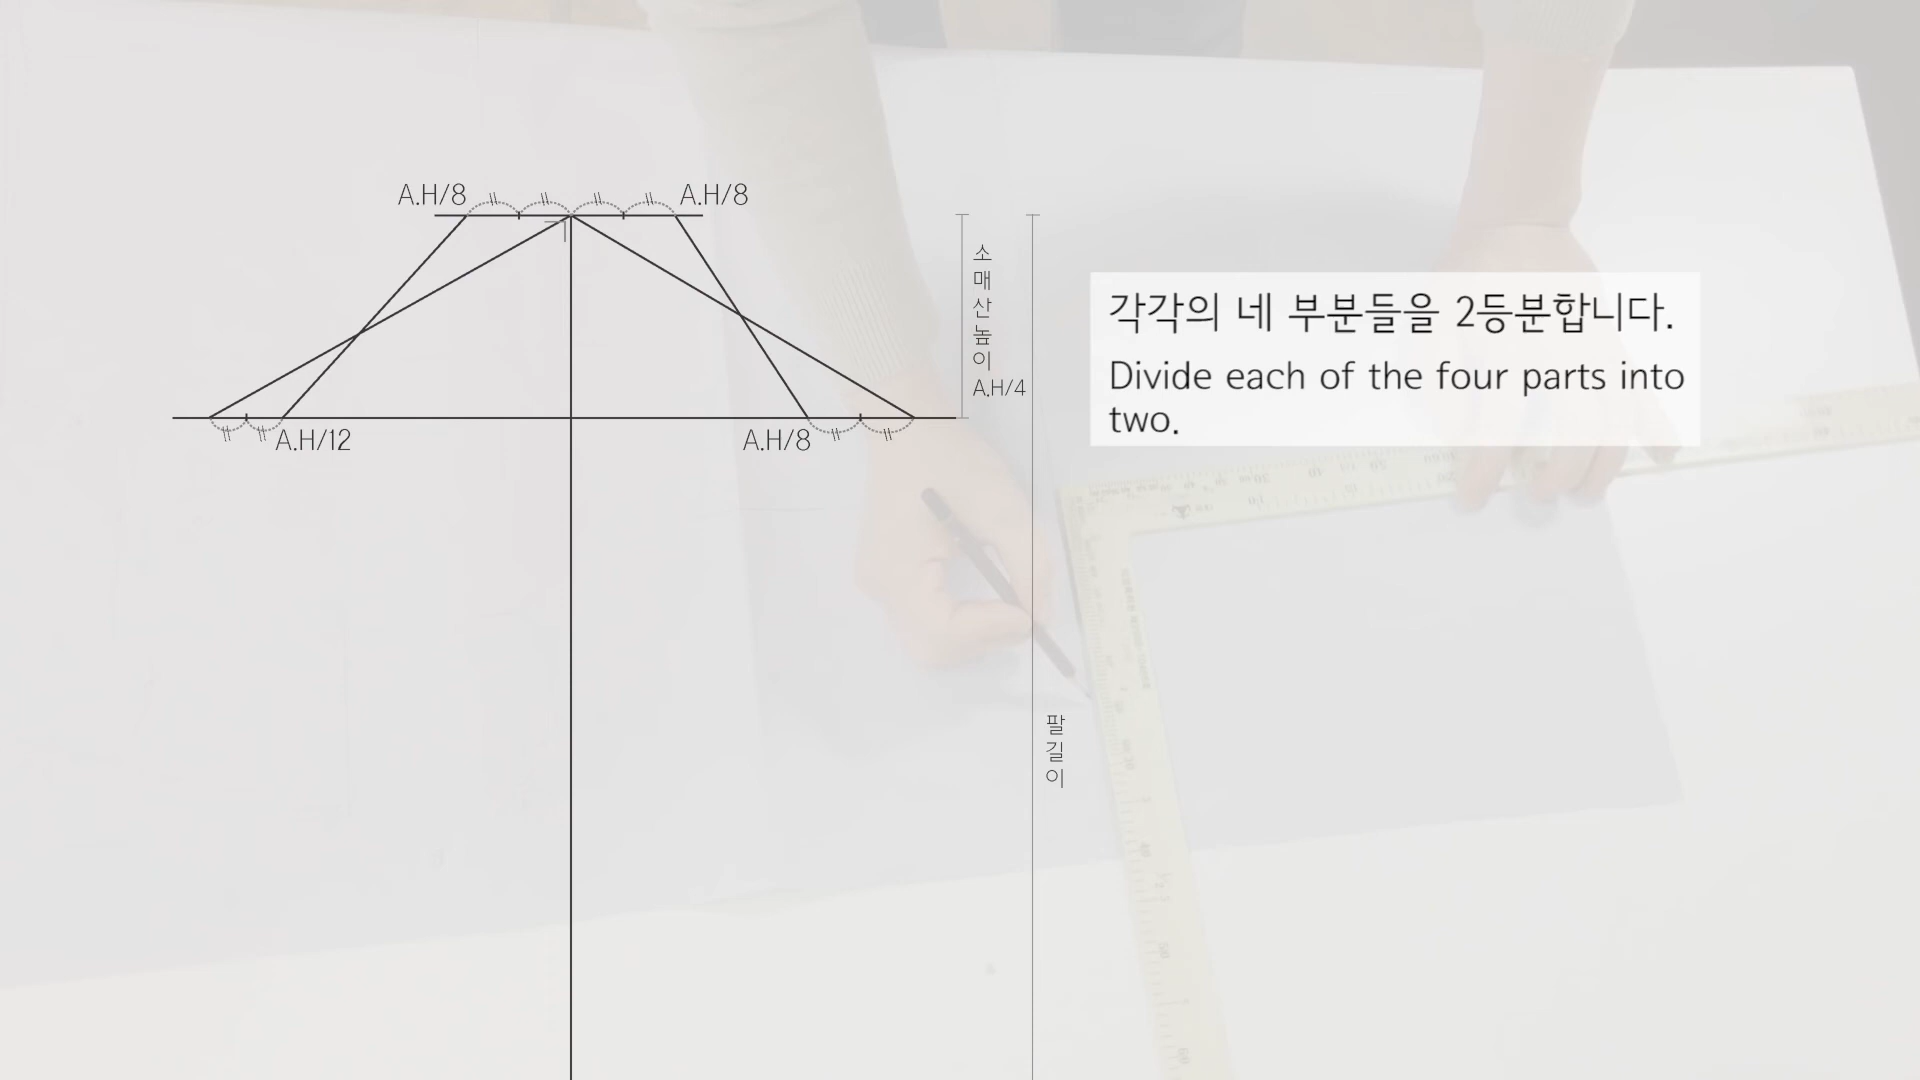 A.H/8
A.H/8
소매산높이
A.H/4
A.H/12
A.H/8
팔길이
각각의 네 부분들을 2등분합니다.
Divide each of the four parts into
two.